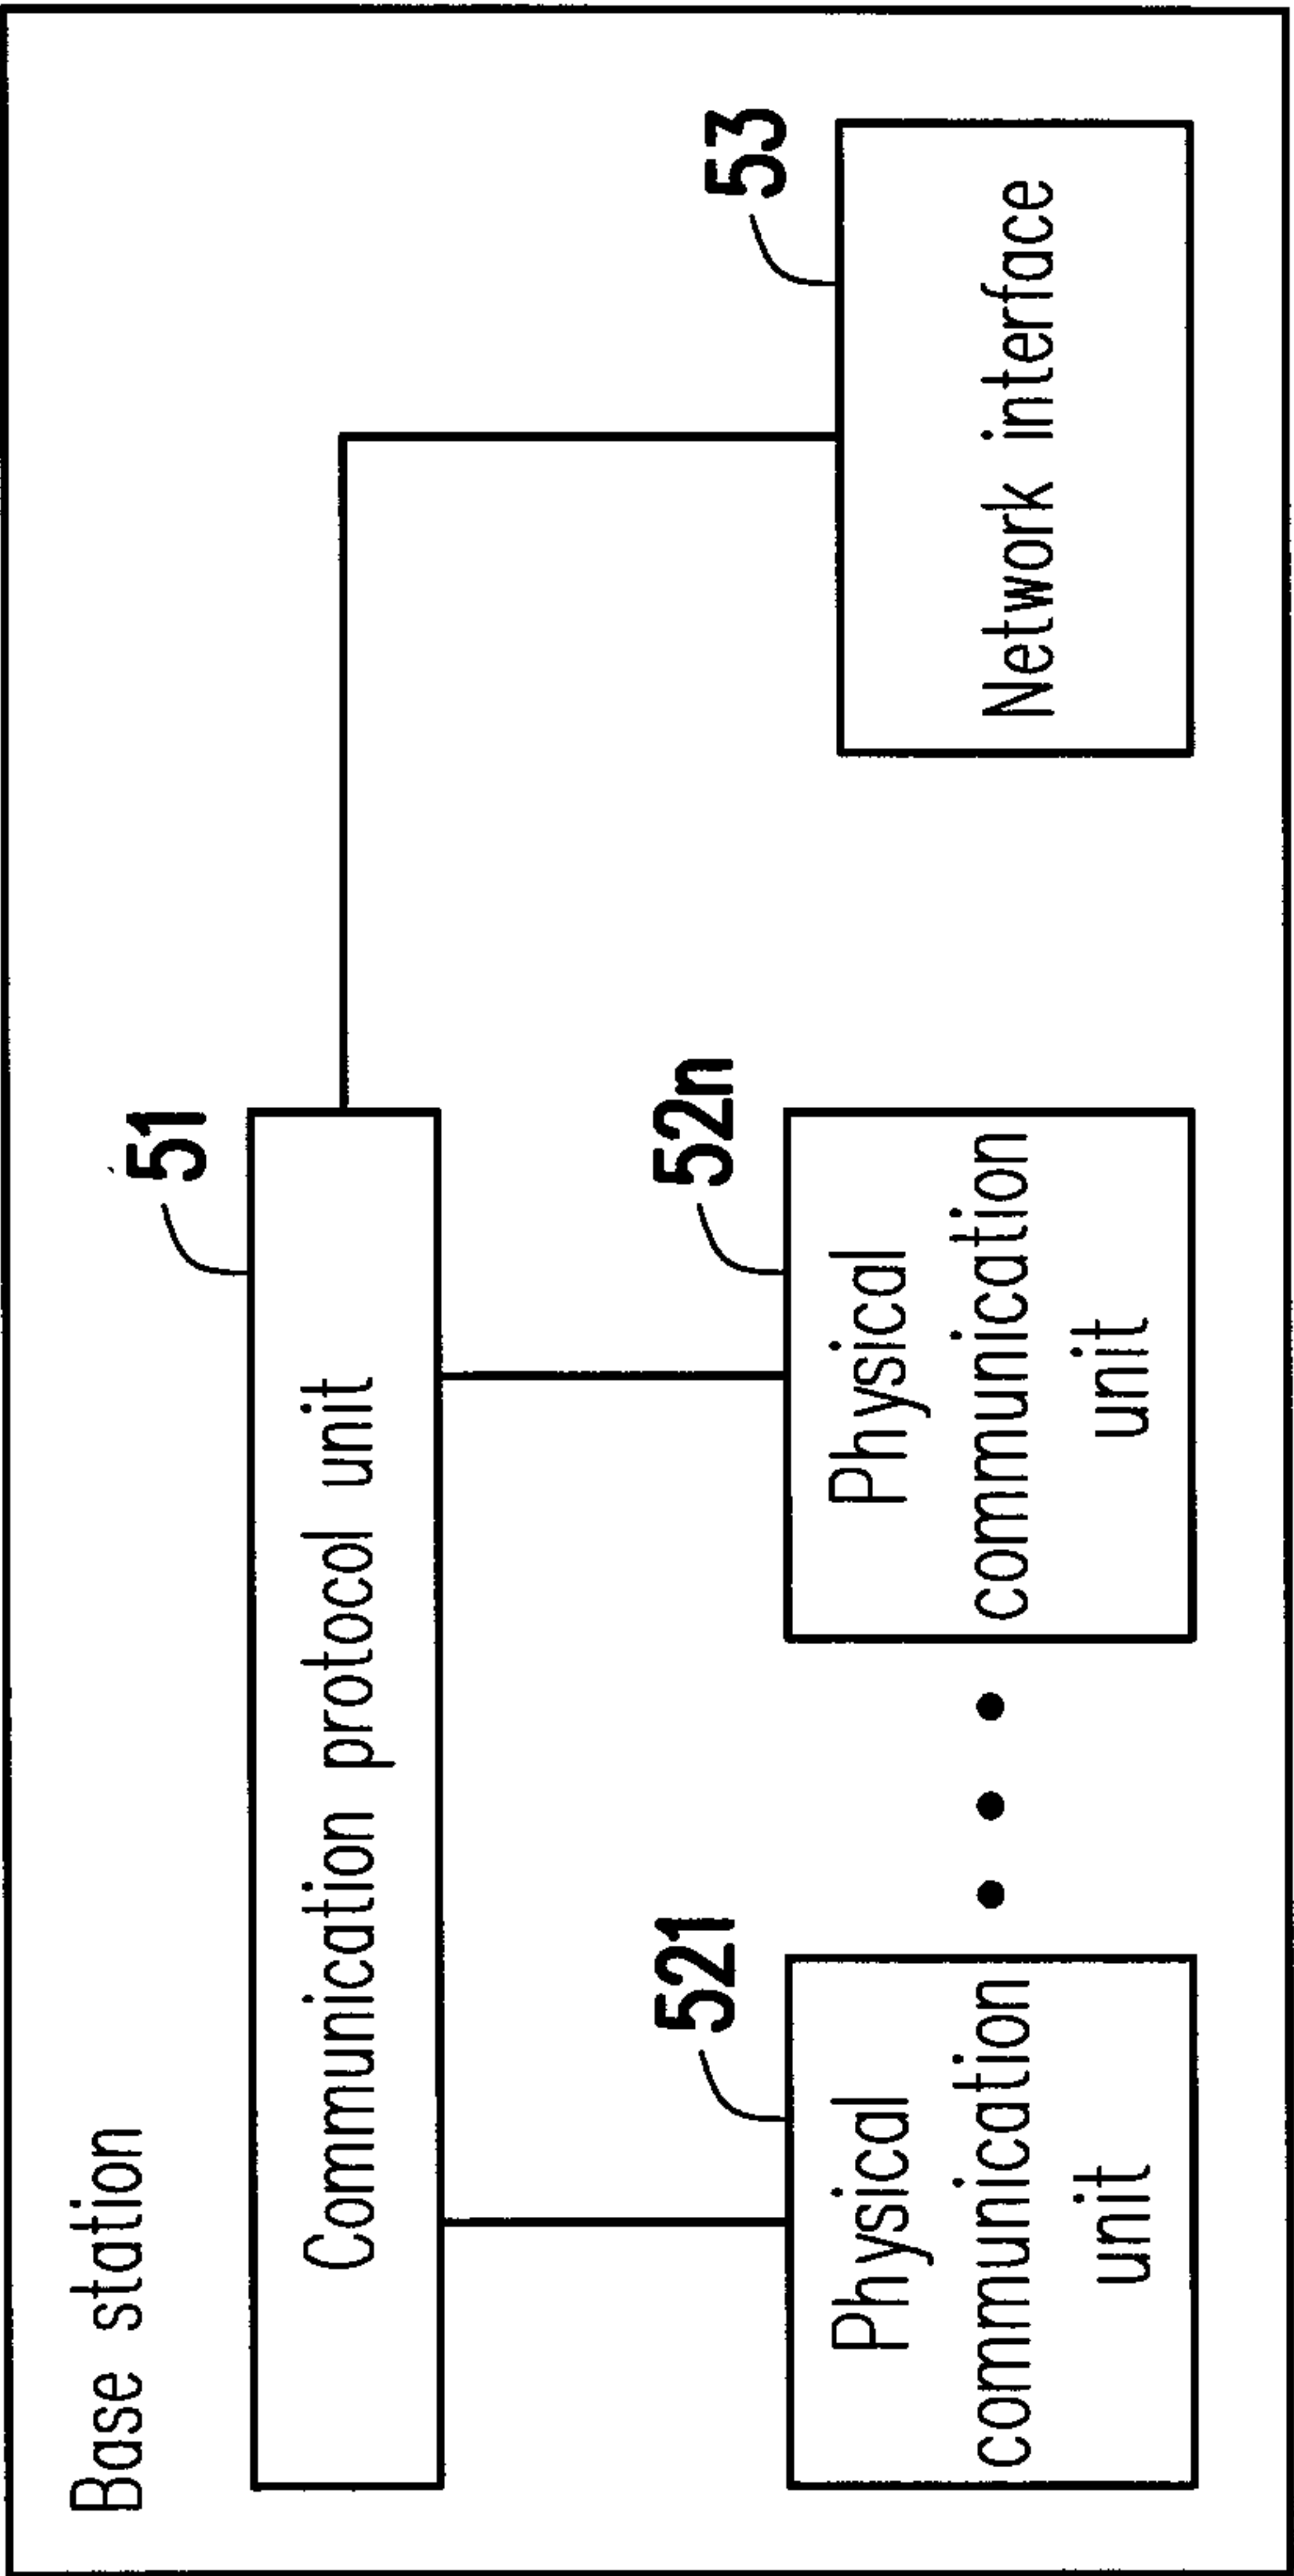 Base station
51
Communication protocol unit
521
Physical
communication
unit
52n
Physical
communication
unit
53
Network interface